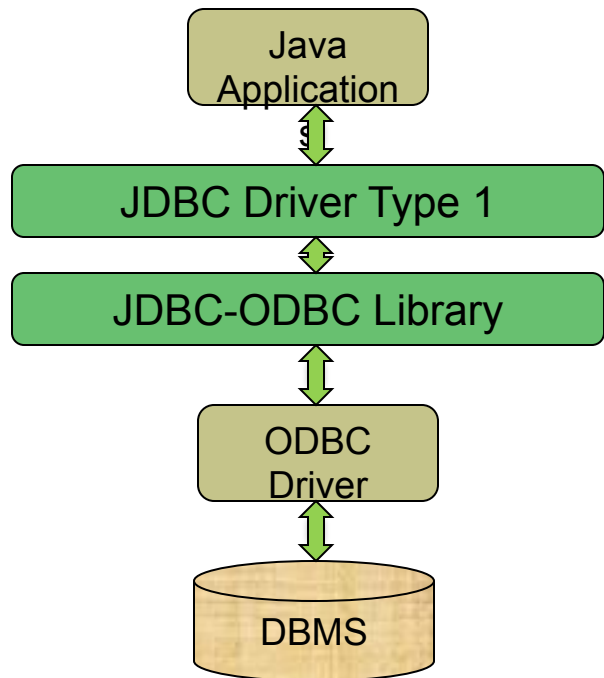 Java
Application
s
JDBC Driver Type 1
JDBC-ODBC Library
ODBC
Driver
DBMS